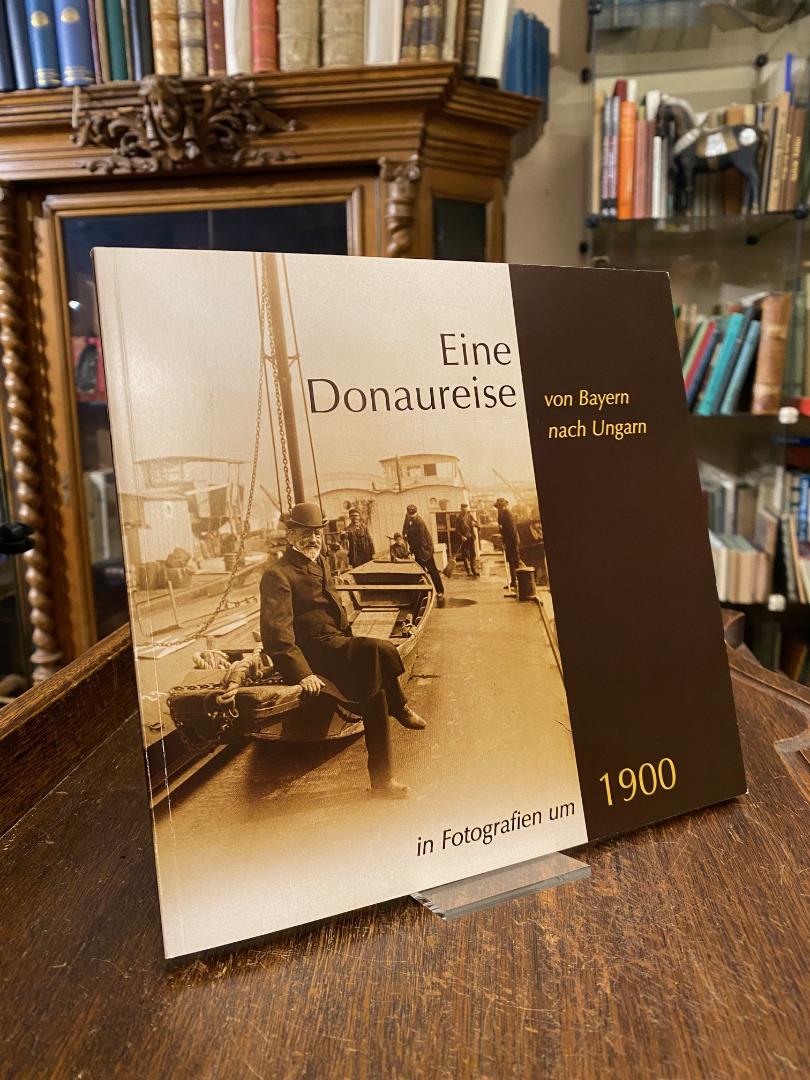 Eine
Donaureise
von Bayern
nach Ungarn
in Fotografien um
1900